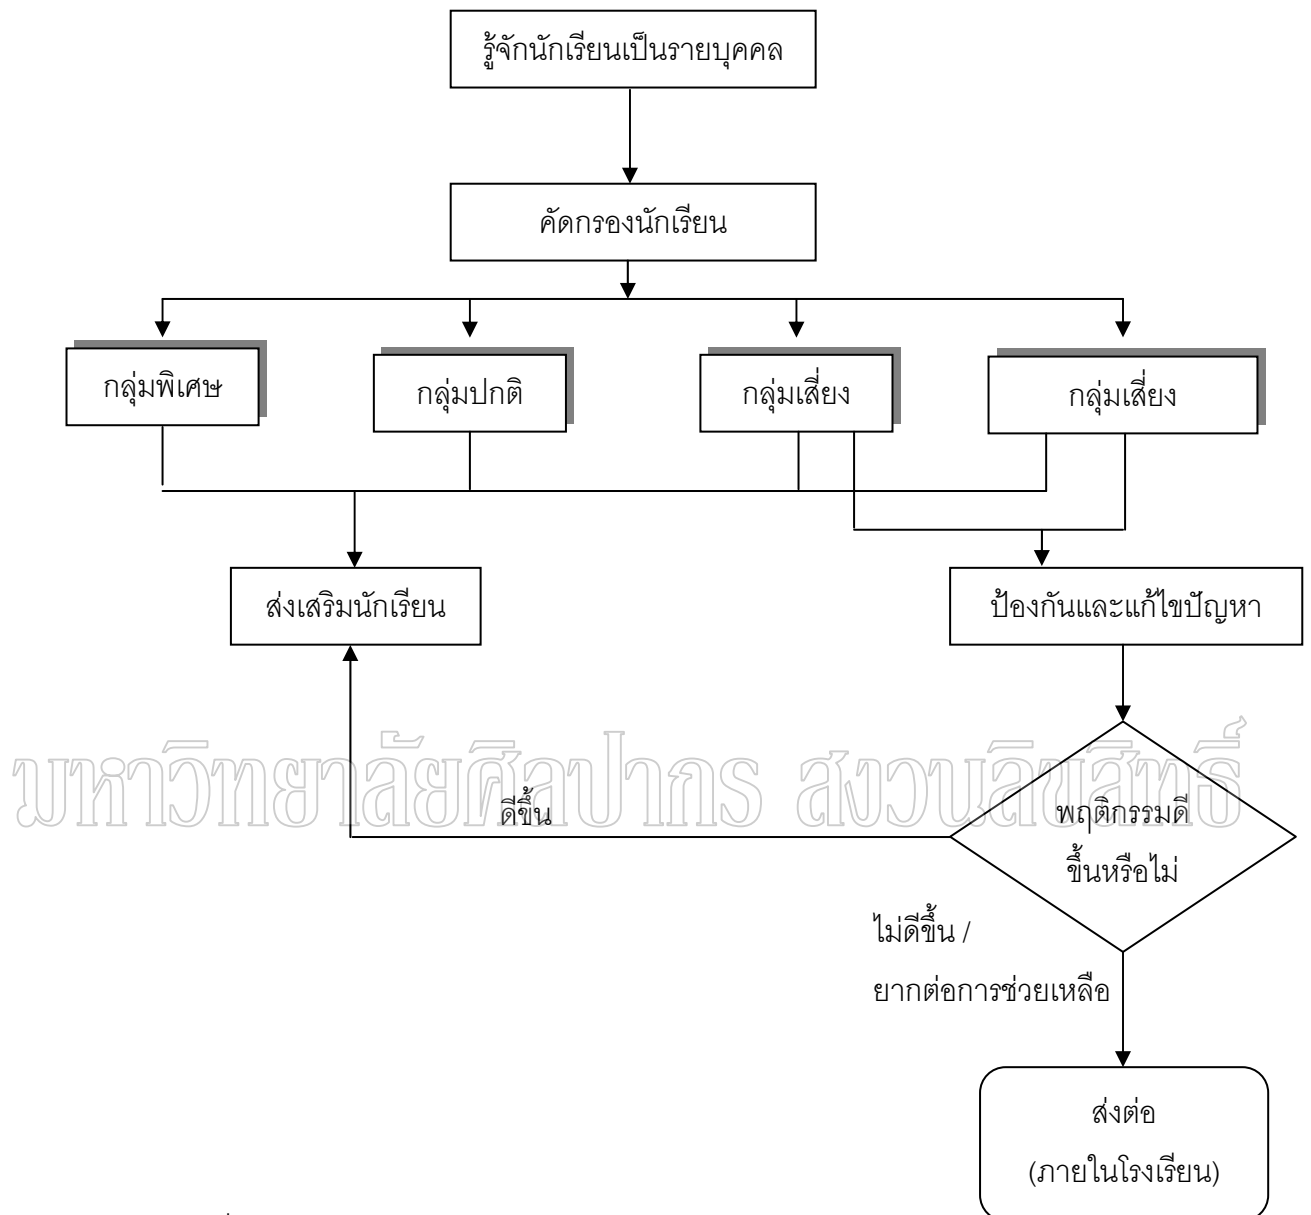 รู้จักนักเรียนเป็นรายบุคคล
คัดกรองนักเรียน
กลุ่มพิเศษ
กลุ่มปกติ
กลุ่มเสี่ยง
กลุ่มเสี่ยง
ส่งเสริมนักเรียน
ป้องกันและแก้ไขปัญหา
มหาวิทยาลัยศิลปากร สงวนลิขสิทธิ์
ดีขึ้น
พฤติกรรมดี
ขึ้นหรือไม่
ไม่ดีขึ้น /
ยากต่อการช่วยเหลือ
ส่งต่อ
(ภายในโรงเรียน)